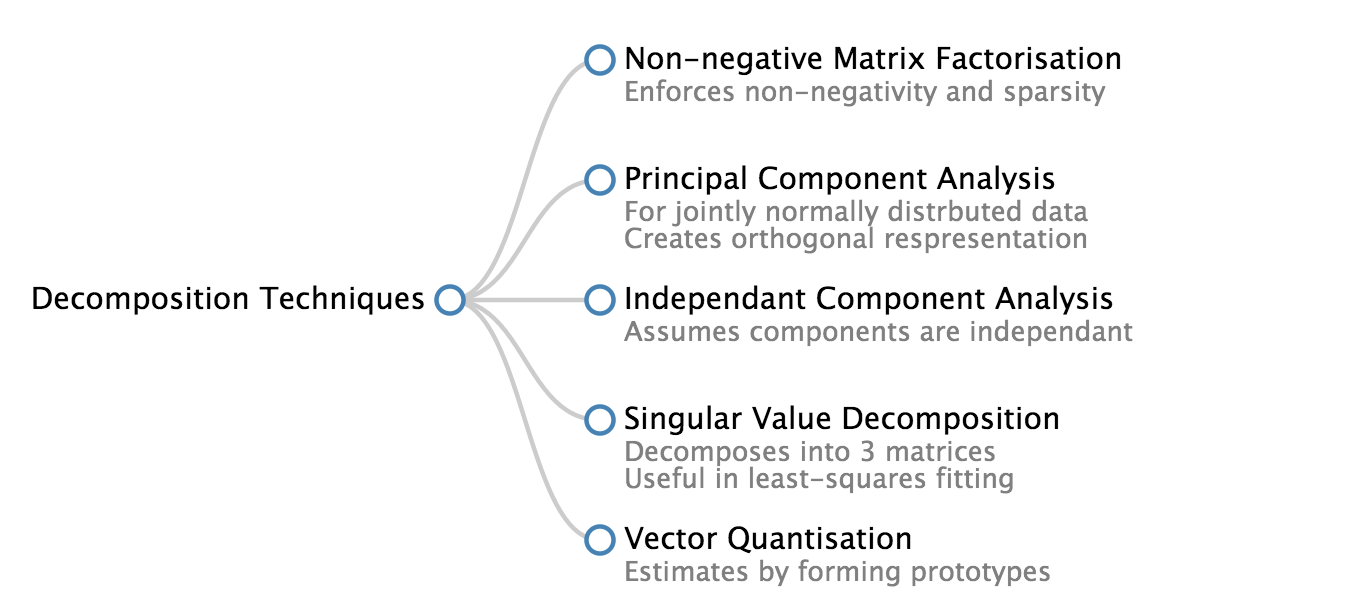 Non-negative Matrix Factorisation
Enforces non-negativity and sparsity
Principal Component Analysis
For jointly normally distrbuted data
Creates orthogonal respresentation
Decomposition Techniques
Independant Component Analysis
Assumes components are independant
Singular Value Decomposition
Decomposes into 3 matrices
Useful in least-squares fitting
Vector Quantisation
Estimates by forming prototypes